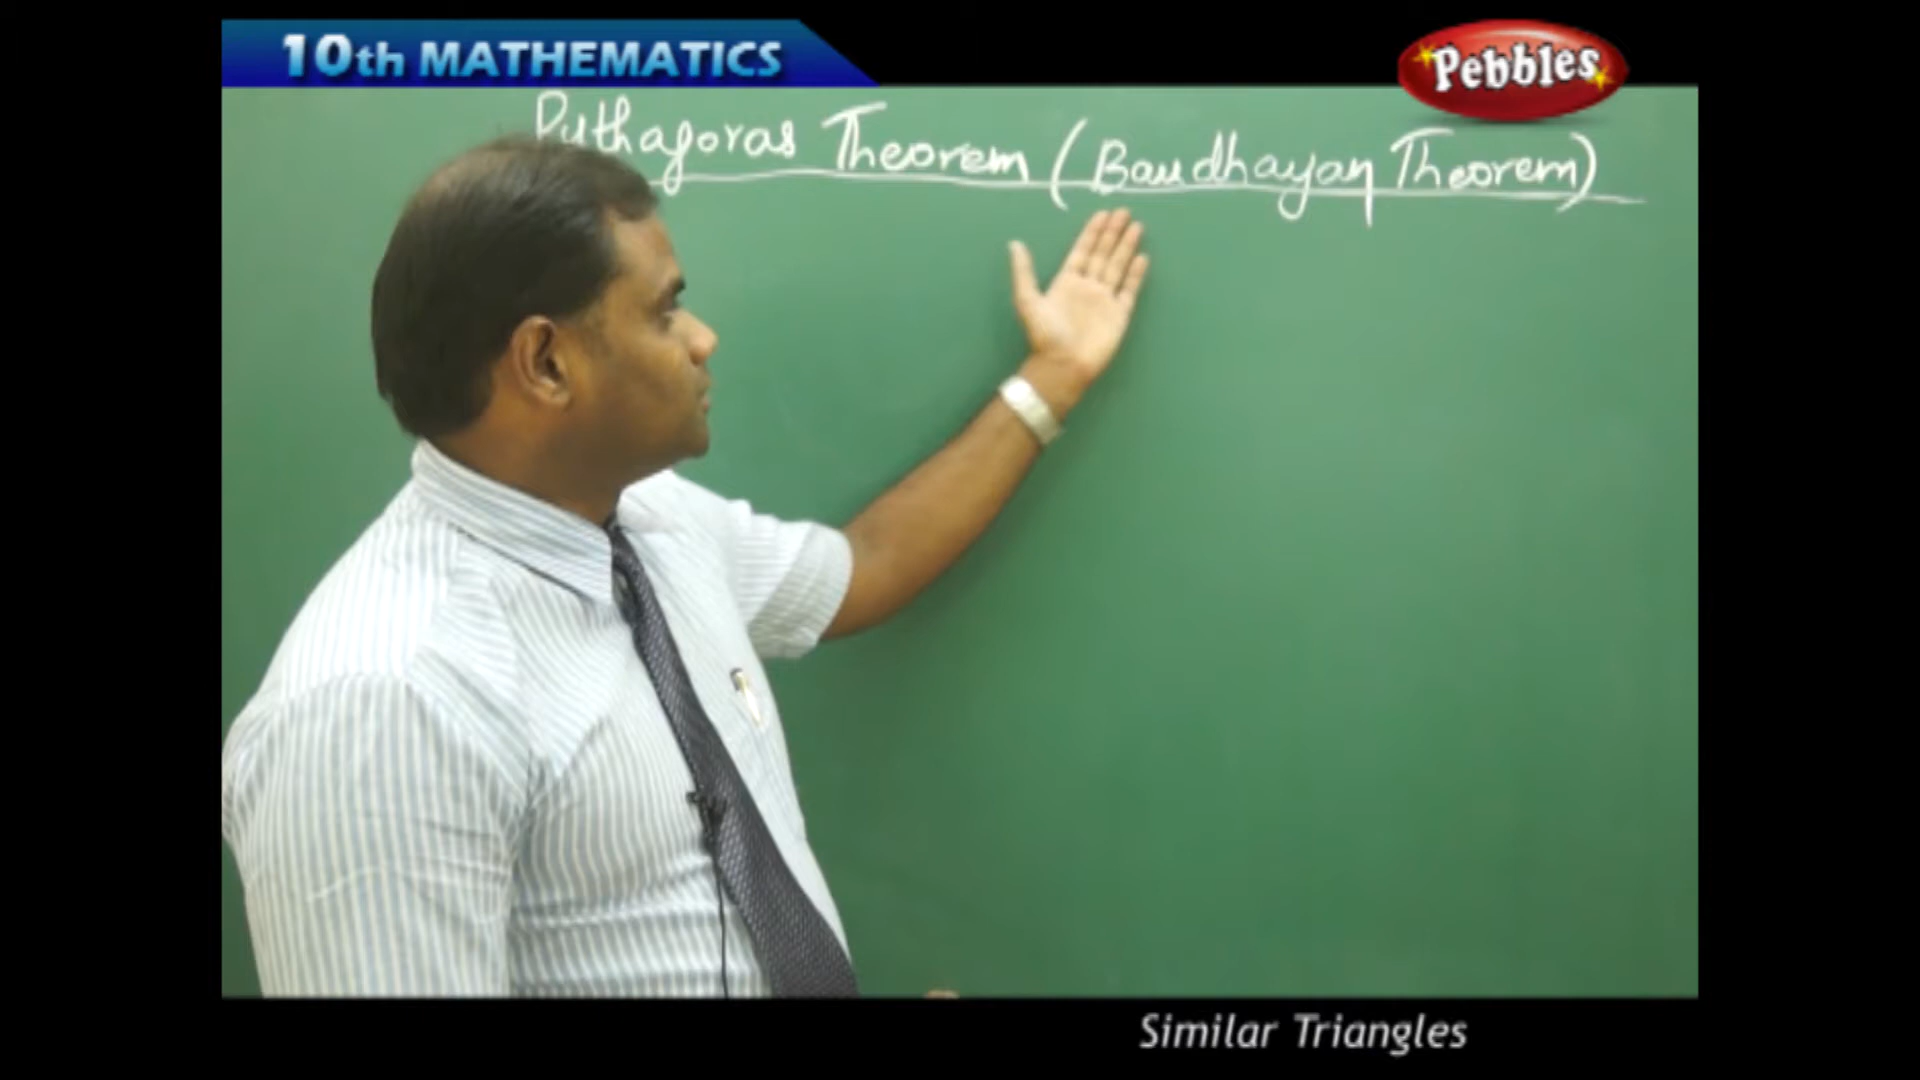 10th MATHEMATICS
Pebbles
Pythagoras Theorem (Baudhayan Theorem)
Similar Triangles